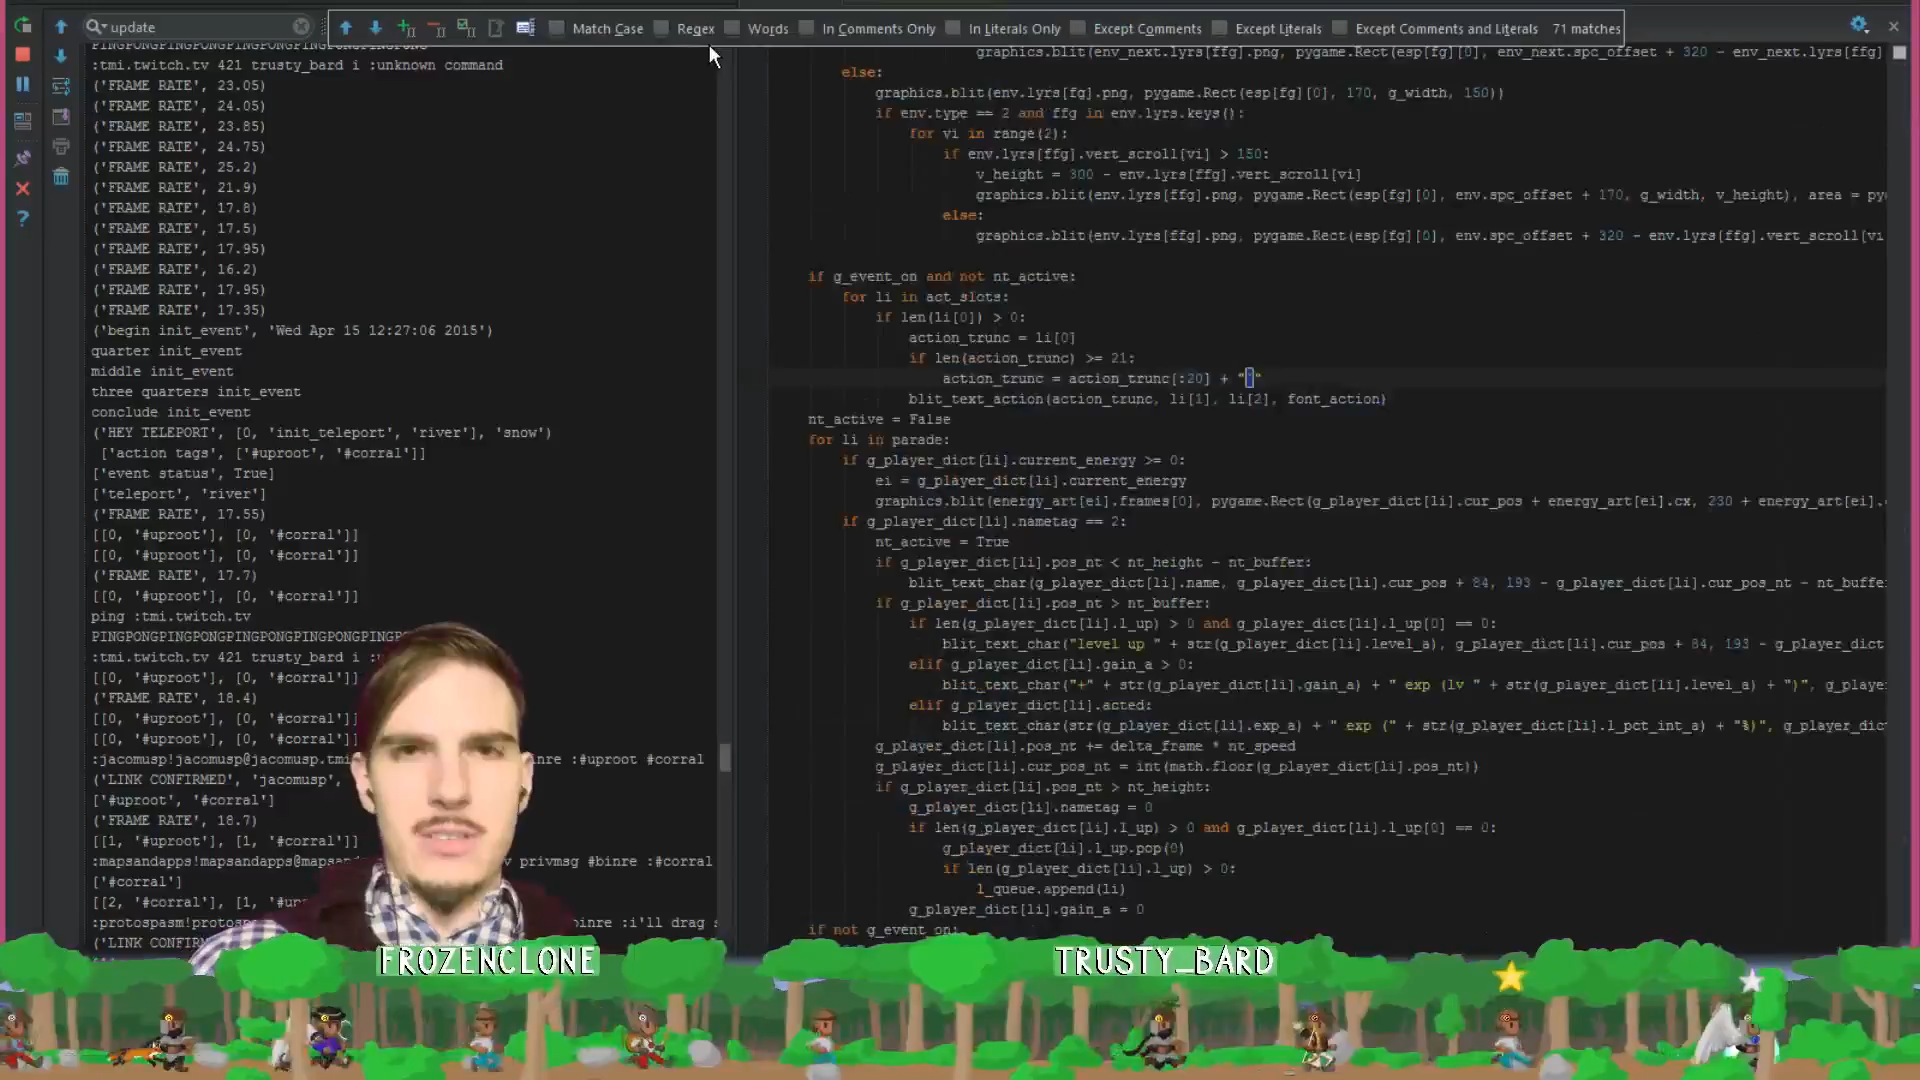 update
Match Case
Regex
Words
In Comments Only
In Literals Only
Except Comments
Except Literals
Except Comments and Literals
71 matches
:tmi.twitch.tv 421 trusty_bard i :unknown command
('FRAME RATE', 23.05)
('FRAME RATE', 24.05)
('FRAME RATE', 23.85)
('FRAME RATE', 24.75)
('FRAME RATE', 25.2)
('FRAME RATE', 21.9)
('FRAME RATE', 17.8)
('FRAME RATE', 17.5)
('FRAME RATE', 17.95)
('FRAME RATE', 16.2)
('FRAME RATE', 17.95)
('FRAME RATE', 17.35)
('begin init_event', 'Wed Apr 15 12:27:06 2015')
quarter init_event
middle init_event
three quarters init_event
conclude init_event
('HEY TELEPORT', [0, 'init_teleport', 'river'], 'snow')
['action tags', ['#uproot', '#corral']]
['event status', True]
['teleport', 'river']
('FRAME RATE', 17.55)
[[0, '#uproot'], [0, '#corral']]
[[0, '#uproot'], [0, '#corral']]
('FRAME RATE', 17.7)
[[0, '#uproot'], [0, '#corral']]
ping :tmi.twitch.tv
PINGPONGPINGPONGPINGPONGPINGPONGPINGP
:tmi.twitch.tv 421 trusty_bard i :u
[[0, '#uproot'], [0, '#corral']]
('FRAME RATE', 18.4)
[[0, '#uproot'], [0, '#corral']]
[[0, '#uproot'], [0, '#corral']]
:jacomusp!jacomusp@jacomusp.tmi inre :#uproot #corral
('LINK CONFIRMED', 'jacomusp',
['#uproot', '#corral']
('FRAME RATE', 18.7)
[[1, '#uproot'], [1, '#corral']]
:mapsandapps!mapsandapps@mapsand v privmsg #binre :#corral
['#corral']
[[2, '#corral'], [1, '#upr
:protospasm!protosp binre :i'll drag s
('LINK CONFIRM
graphics.blit(env_next.lyrs[ffg].png, pygame.Rect(esp[fg][0], env_next.spc_offset + 320 - env_next.lyrs[ffg]
else:
graphics.blit(env.lyrs[fg].png, pygame.Rect(esp[fg][0], 170, g_width, 150))
if env.type == 2 and ffg in env.lyrs.keys():
for vi in range(2):
if env.lyrs[ffg].vert_scroll[vi] > 150:
v_height = 300 - env.lyrs[ffg].vert_scroll[vi]
graphics.blit(env.lyrs[ffg].png, pygame.Rect(esp[fg][0], env.spc_offset + 170, g_width, v_height), area = py
else:
graphics.blit(env.lyrs[ffg].png, pygame.Rect(esp[fg][0], env.spc_offset + 320 - env.lyrs[ffg].vert_scroll[vi
if g_event_on and not nt_active:
for li in act_slots:
if len(li[0]) > 0:
action_trunc = li[0]
if len(action_trunc) >= 21:
action_trunc = action_trunc[:20] + "
blit_text_action(action_trunc, li[1], li[2], font_action)
nt_active = False
for li in parade:
if g_player_dict[li].current_energy >= 0:
ei = g_player_dict[li].current_energy
graphics.blit(energy_art[ei].frames[0], pygame.Rect(g_player_dict[li].cur_pos + energy_art[ei].cx, 230 + energy_art[ei].
if g_player_dict[li].nametag == 2:
nt_active = True
if g_player_dict[li].pos_nt < nt_height - nt_buffer:
blit_text_char(g_player_dict[li].name, g_player_dict[li].cur_pos + 84, 193 - g_player_dict[li].cur_pos_nt - nt_buffe
if g_player_dict[li].pos_nt > nt_buffer:
if len(g_player_dict[li].l_up) > 0 and g_player_dict[li].l_up[0] == 0:
blit_text_char("level up " + str(g_player_dict[li].level_a), g_player_dict[li].cur_pos + 84, 193 - g_player_dict
elif g_player_dict[li].gain_a > 0:
blit_text_char("+" + str(g_player_dict[li].gain_a) + " exp (lv " + str(g_player_dict[li].level_a) + ")", g_playe
elif g_player_dict[li].acted:
blit_text_char(str(g_player_dict[li].exp_a) + " exp (" + str(g_player_dict[li].l_pct_int_a) + "%)", g_player_dic
g_player_dict[li].pos_nt += delta_frame * nt_speed
g_player_dict[li].cur_pos_nt = int(math.floor(g_player_dict[li].pos_nt))
if g_player_dict[li].pos_nt > nt_height:
g_player_dict[li].nametag = 0
if len(g_player_dict[li].l_up) > 0 and g_player_dict[li].l_up[0] == 0:
g_player_dict[li].l_up.pop(0)
if len(g_player_dict[li].l_up) > 0:
l_queue.append(li)
g_player_dict[li].gain_a = 0
if not g_event_on:
FROZENCLONE
TRUSTY_BARD